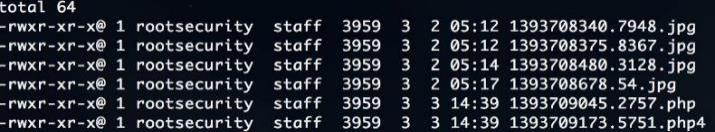 total 64
-rwxr-xr-x@ 1 rootsecurity  staff  3959  3  2 05:12 1393708340.7948.jpg
-rwxr-xr-x@ 1 rootsecurity  staff  3959  3  2 05:12 1393708375.8367.jpg
-rwxr-xr-x@ 1 rootsecurity  staff  3959  3  2 05:14 1393708480.3128.jpg
-rwxr-xr-x@ 1 rootsecurity  staff  3959  3  2 05:17 1393708678.54.jpg
-rwxr-xr-x@ 1 rootsecurity  staff  3959  3  3 14:39 1393709045.2757.php
-rwxr-xr-x@ 1 rootsecurity  staff  3959  3  3 14:39 1393709173.5751.php4